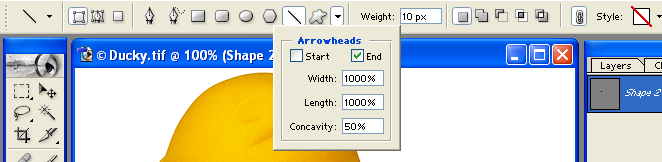 Weight: 10 px
Style:
© Ducky.tif @ 100% (Shape 2
Arrowheads
Start End
Width: 1000%
Length: 1000%
Concavity: 50%
Layers
Shape 2